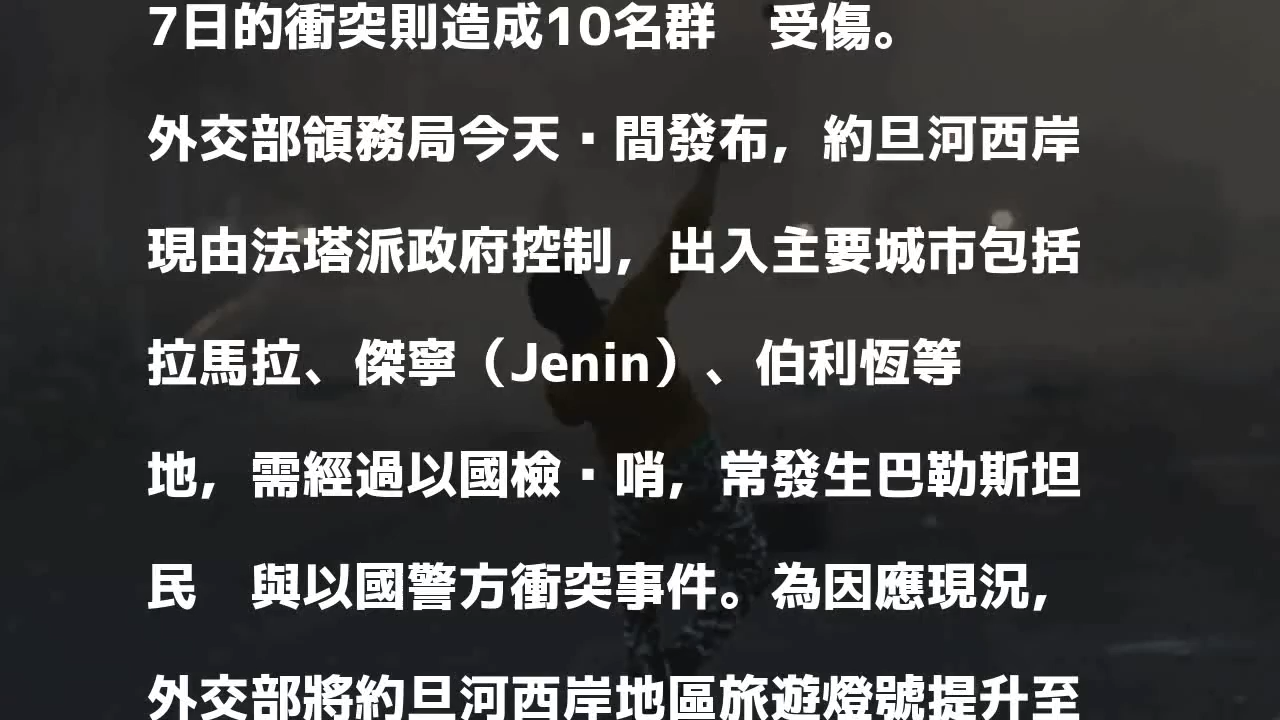 7日的衝突則造成10名群　受傷。
外交部領務局今天·間發布，約旦河西岸
現由法塔派政府控制，出入主要城市包括
拉馬拉、傑寧（Jenin）、伯利恆等
地，需經過以國檢·哨，常發生巴勒斯坦
民　與以國警方衝突事件。為因應現況，
外交部將約旦河西岸地區旅遊燈號提升至